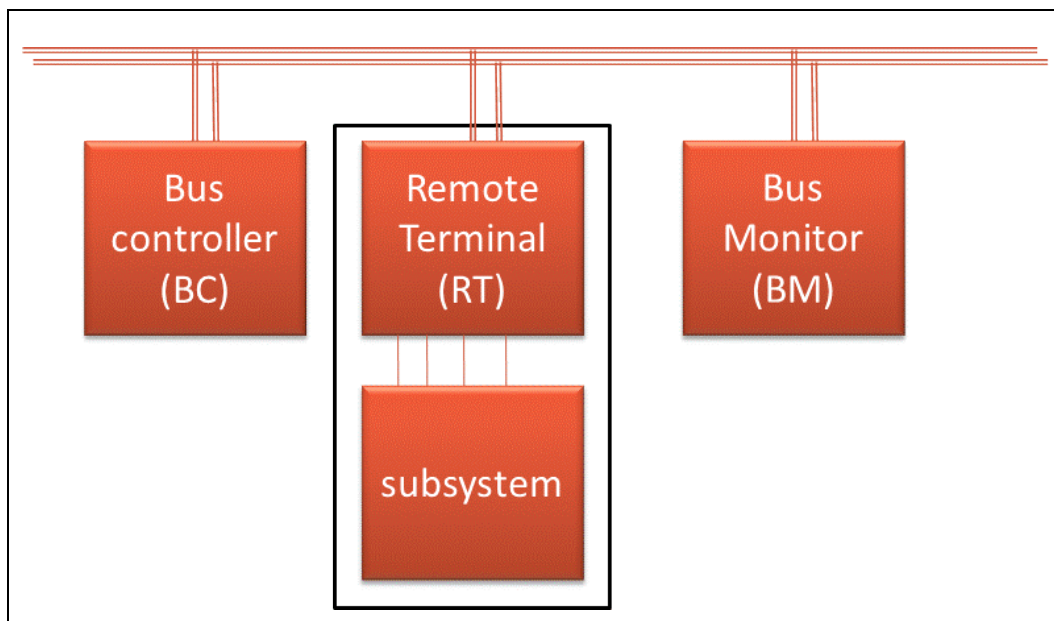 Bus
controller
(BC)
Remote
Terminal
(RT)
Bus
Monitor
(BM)
subsystem